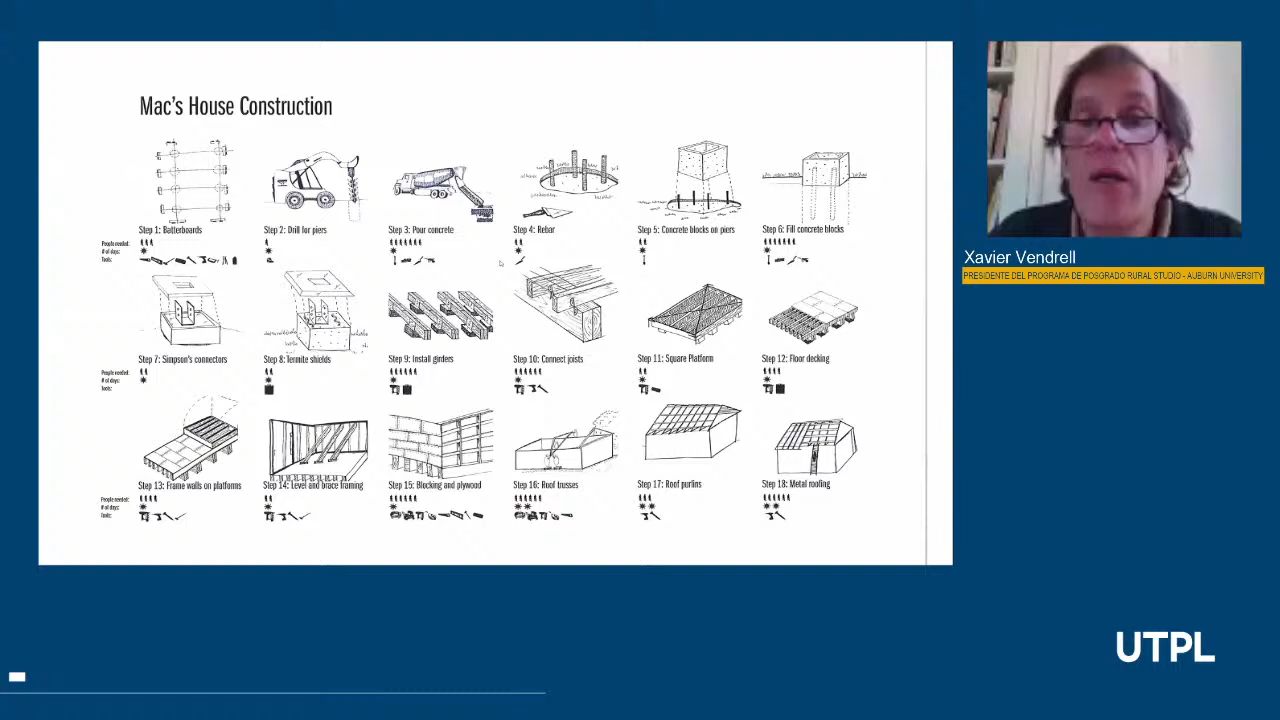 Mac's House Construction
Step 1: Batterboards
Step 2: Drill for piers
Step 3: Pour concrete
Step 4: Rebar
Step 5: Concrete blocks on piers
Step 6: Fill concrete blocks
People needed:
# of days:
Tools:
Step 7: Simpson's connectors
Step 8: Termite shields
Step 9: Install girders
Step 10: Connect joists
Step 11: Square Platform
Step 12: Floor decking
People needed:
# of days:
Tools:
Step 13: Frame walls on platforms
Step 14: Level and brace framing
Step 15: Blocking and plywood
Step 16: Roof trusses
Step 17: Roof purlins
Step 18: Metal roofing
People needed:
# of days:
Tools:
Xavier Vendrell
PRESIDENTE DEL PROGRAMA DE POSGRADO RURAL STUDIO - AUBURN UNIVERSITY
UTPL